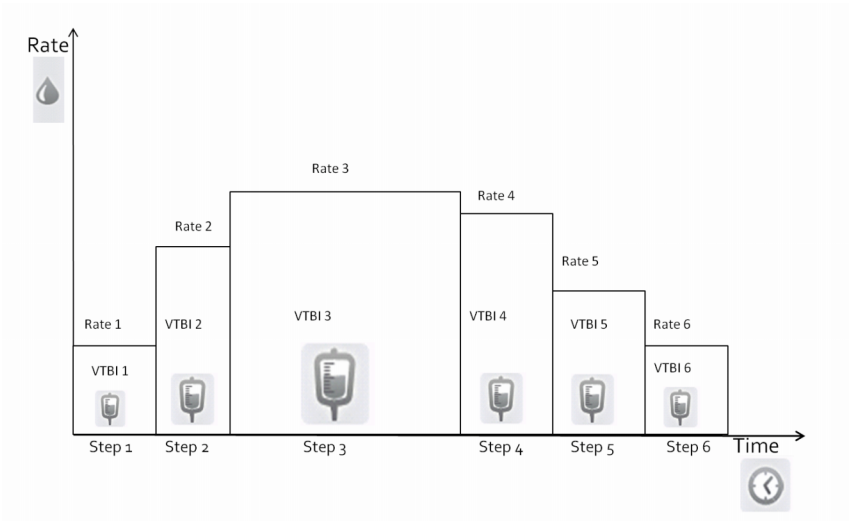 Rate
Rate 3
Rate 4
Rate 2
Rate 5
Rate 1
VTBI 2
VTBI 3
VTBI 4
VTBI 5
Rate 6
VTBI 1
VTBI 6
Step 1
Step 2
Step 3
Step 4
Step 5
Step 6
Time